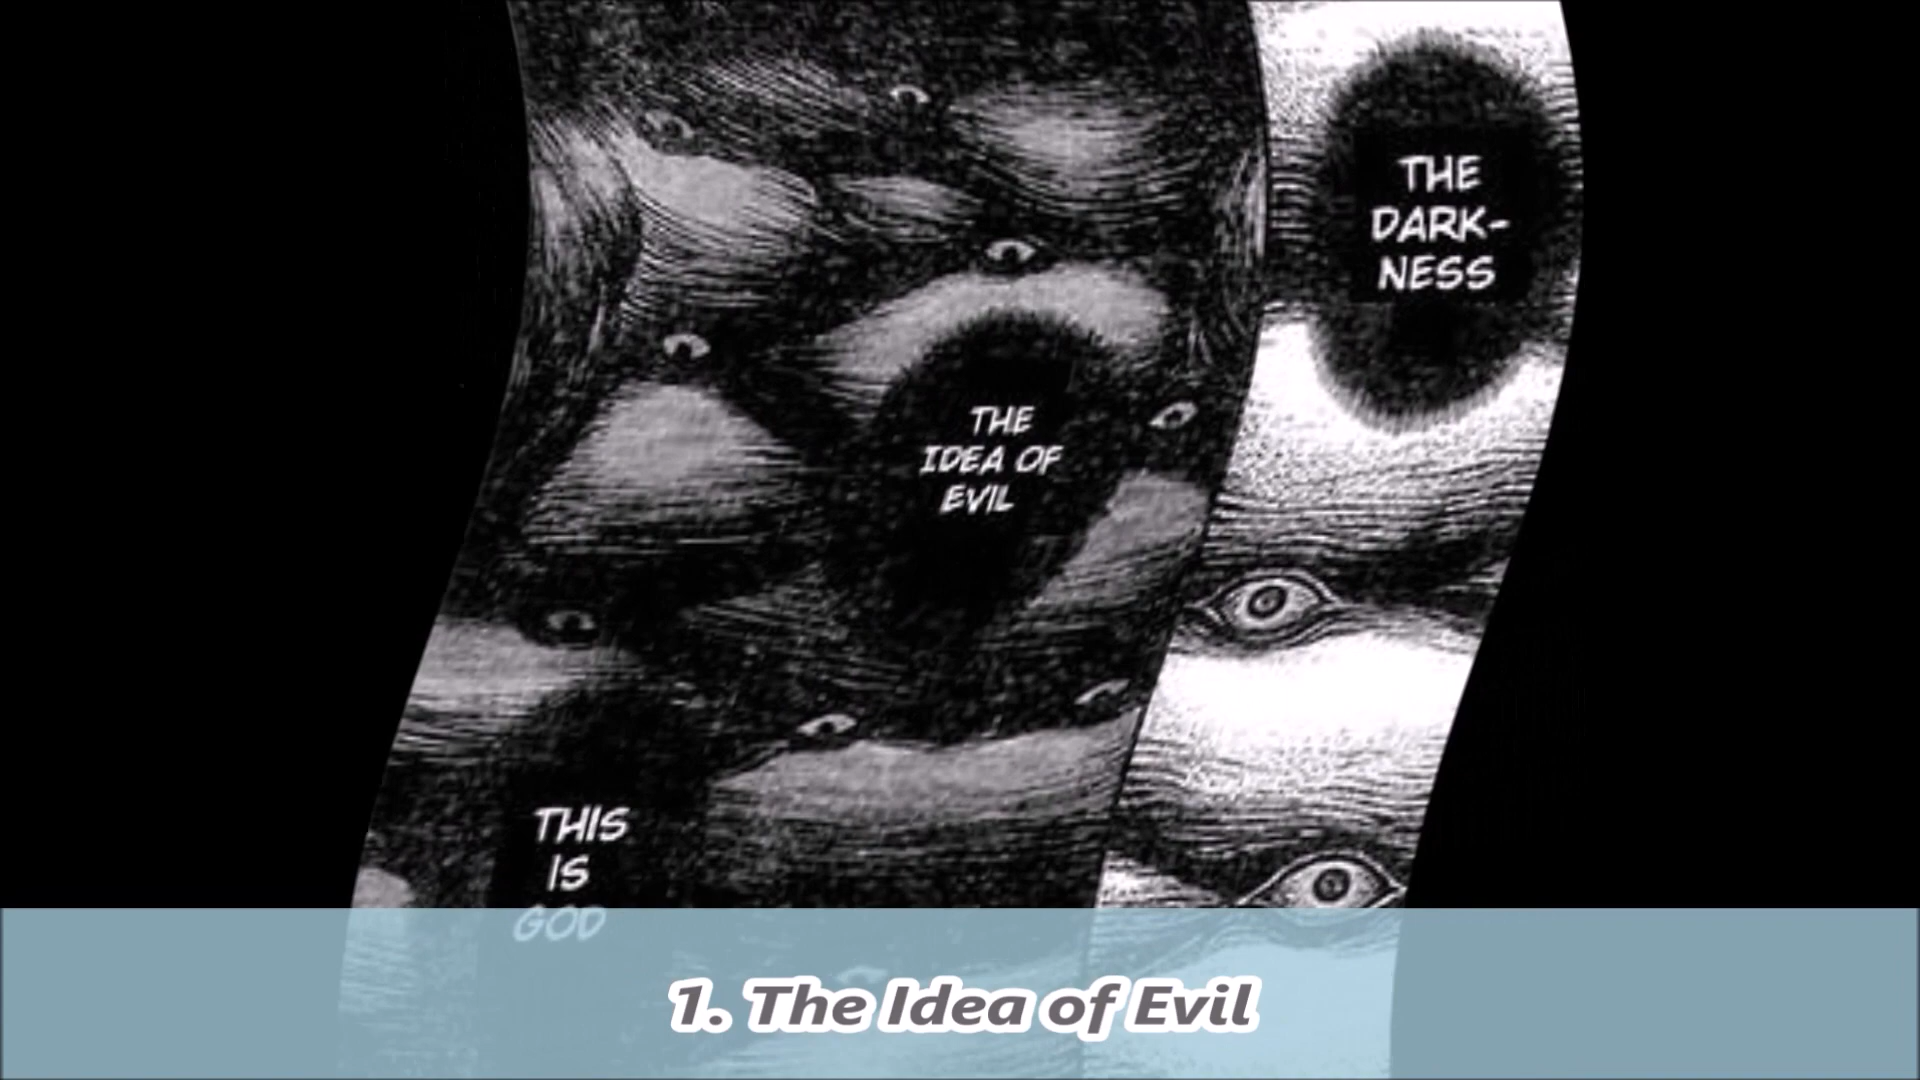 THE
DARK-
NESS
THE
IDEA OF
EVIL
THIS
IS
GOD
1. The Idea of Evil